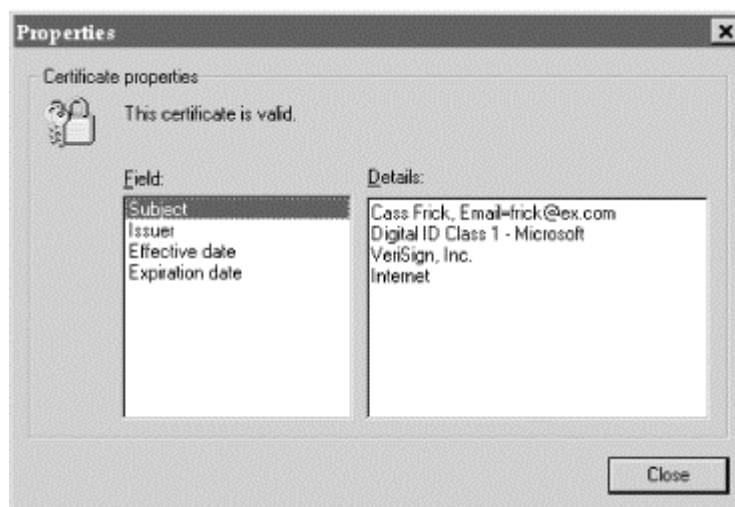 Properties
Certificate properties
This certificate is valid.
Field:
Subject
Issuer
Effective date
Expiration date
Details:
Cass Frick, Email=frick@ex.com
Digital ID Class 1 - Microsoft
VeriSign, Inc.
Internet
Close